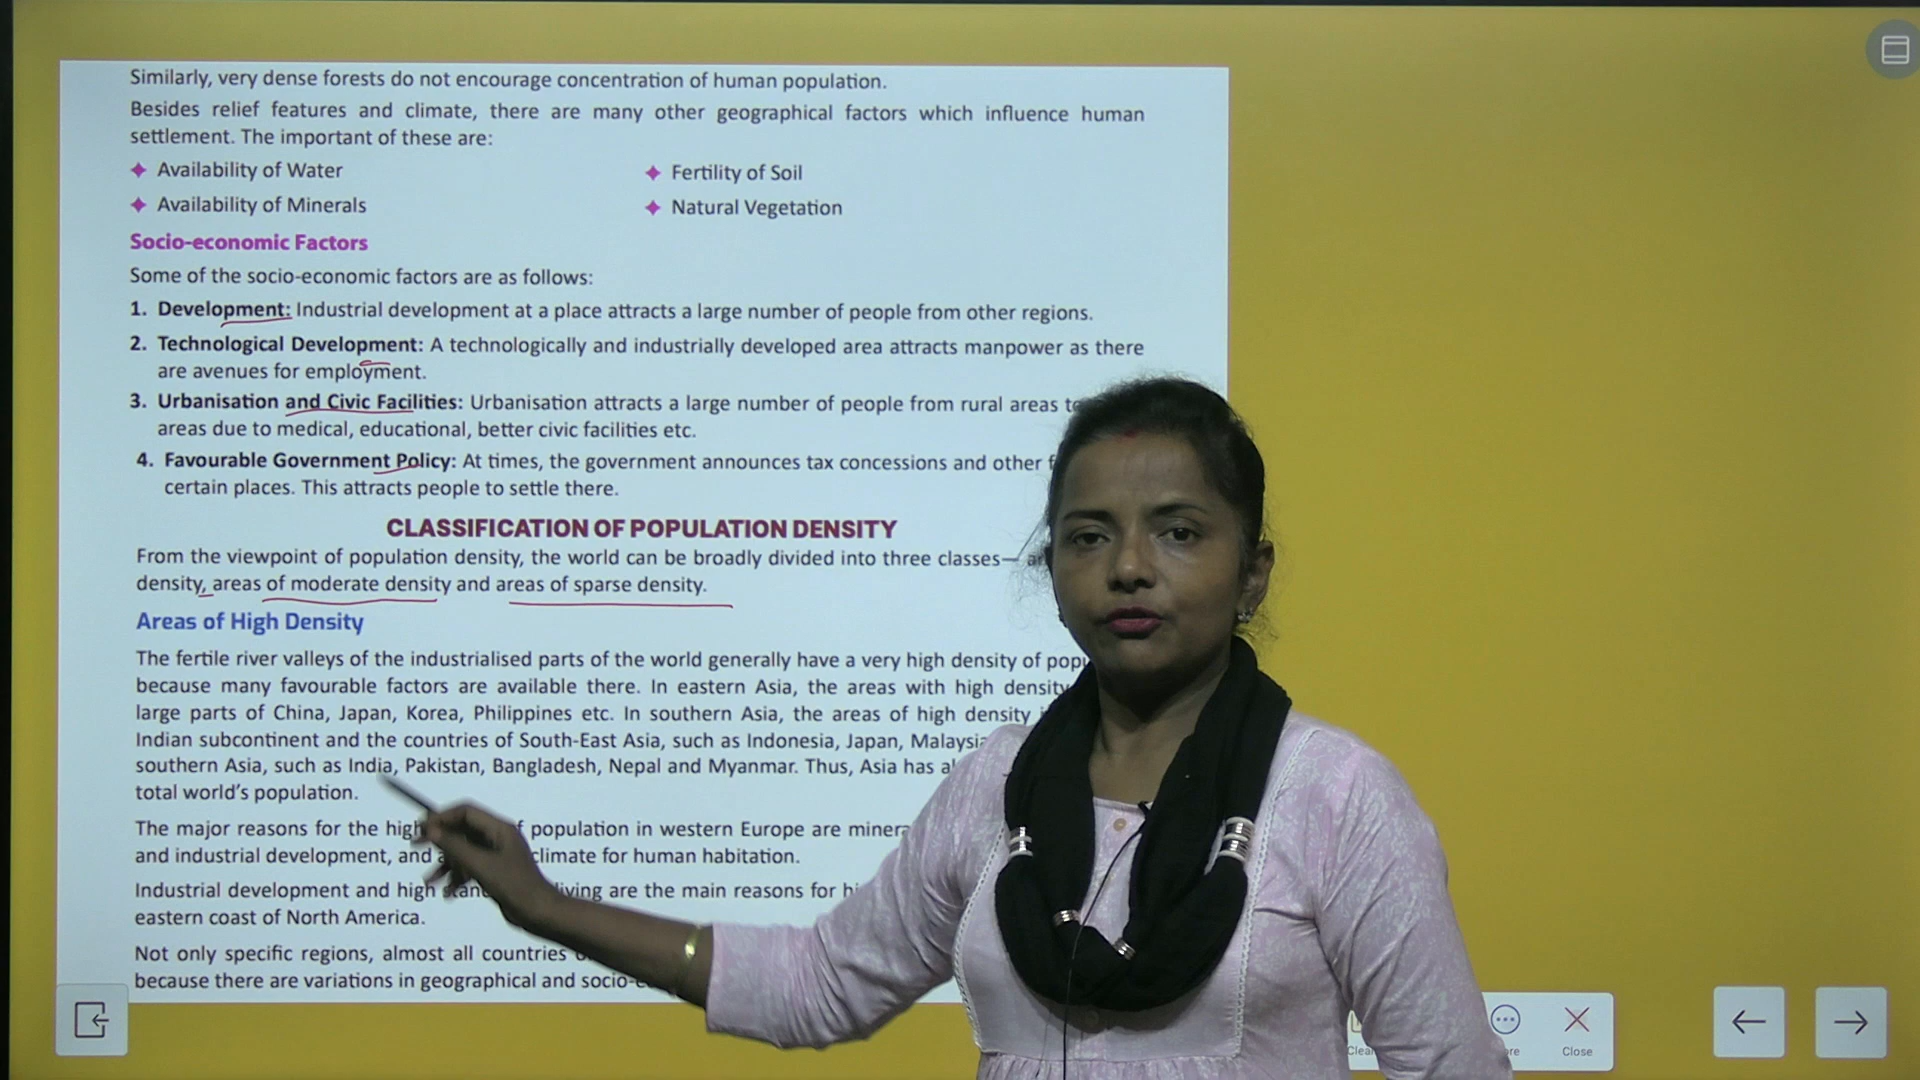 Similarly, very dense forests do not encourage concentration of human population.
Besides relief features and climate, there are many other geographical factors which influence human
settlement. The important of these are:
✦ Availability of Water
✦ Fertility of Soil
✦ Availability of Minerals
✦ Natural Vegetation
Socio-economic Factors
Some of the socio-economic factors are as follows:
1. Development: Industrial development at a place attracts a large number of people from other regions.
2. Technological Development: A technologically and industrially developed area attracts manpower as there
are avenues for employment.
3. Urbanisation and Civic Facilities: Urbanisation attracts a large number of people from rural areas
areas due to medical, educational, better civic facilities etc.
4. Favourable Government Policy: At times, the government announces tax concessions and other
certain places. This attracts people to settle there.
CLASSIFICATION OF POPULATION DENSITY
From the viewpoint of population density, the world can be broadly divided into three classes—
density, areas of moderate density and areas of sparse density.
Areas of High Density
The fertile river valleys of the industrialised parts of the world generally have a very high density of
because many favourable factors are available there. In eastern Asia, the areas with high density
large parts of China, Japan, Korea, Philippines etc. In southern Asia, the areas of high density
Indian subcontinent and the countries of South-East Asia, such as Indonesia, Japan, Malaysia
southern Asia, such as India, Pakistan, Bangladesh, Nepal and Myanmar. Thus, Asia has
total world's population.
The major reasons for the high population in western Europe are
and industrial development, and climate for human habitation.
Industrial development and high living are the main reasons for
eastern coast of North America.
Not only specific regions, almost all countries
because there are variations in geographical and
Close